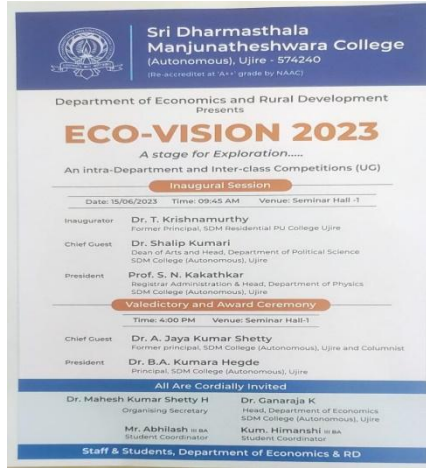 Sri Dharmasthala
Manjunatheshwara College
(Autonomous), Ujire - 574240
(Re-accreditet at 'A++' grade by NAAC)
Department of Economics and Rural Development
Presents
ECO-VISION 2023
A stage for Exploration.....
An intra-Department and Inter-class Competitions (UG)
Inaugural Session
Date: 15/06/2023 Time: 09:45 AM Venue: Seminar Hall -1
Inaugurator Dr. T. Krishnamurthy
Former Principal, SDM Residential PU College Ujire
Chief Guest Dr. Shalip Kumari
Dean of Arts and Head, Department of Political Science
SDM College (Autonomous), Ujire
President Prof. S. N. Kakathkar
Registrar Administration & Head, Department of Physics
SDM College (Autonomous), Ujire
Valedictory and Award Ceremony
Time: 4:00 PM Venue: Seminar Hall-1
Chief Guest Dr. A. Jaya Kumar Shetty
Former principal, SDM College (Autonomous), Ujire and Columnist
President Dr. B.A. Kumara Hegde
Principal, SDM College (Autonomous), Ujire
All Are Cordially Invited
Dr. Mahesh Kumar Shetty H Dr. Ganaraja K
Organising Secretary Head, Department of Economics
SDM College (Autonomous), Ujire
Mr. Abhilash III BA Kum. Himanshi III BA
Student Coordinator Student Coordinator
Staff & Students, Department of Economics & RD